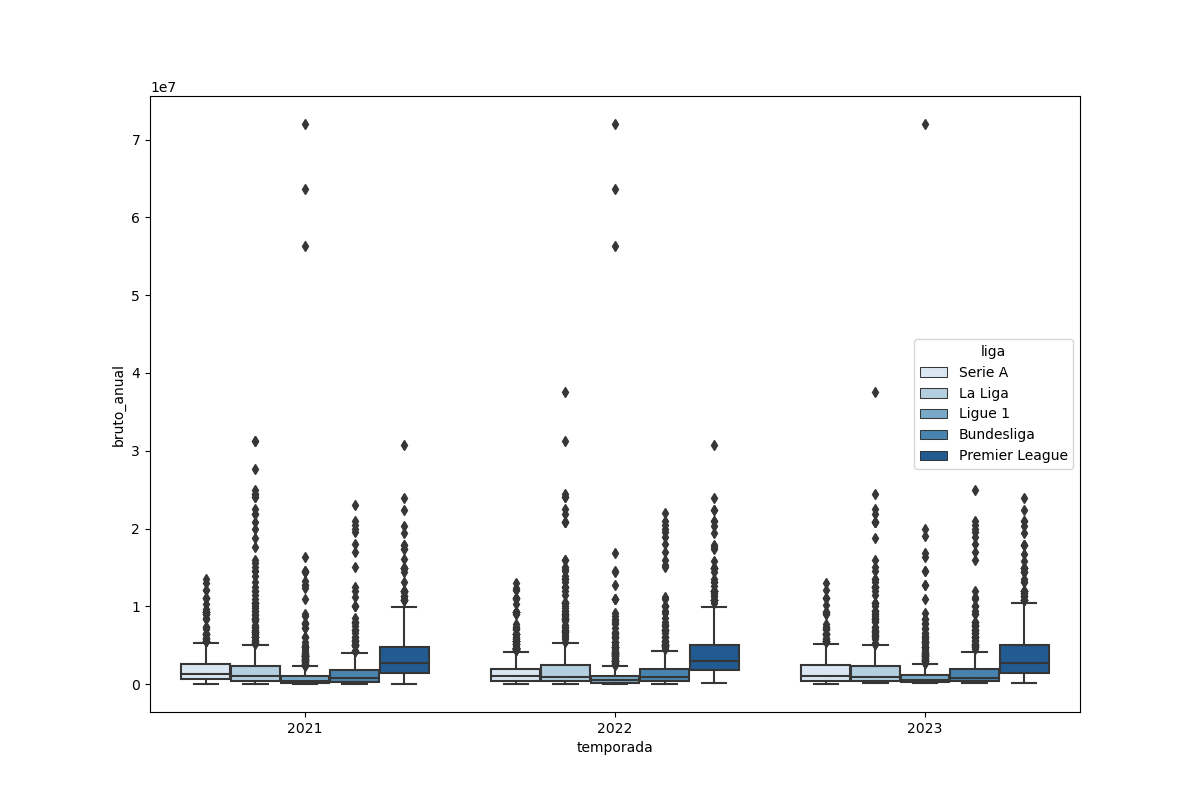 1e7
7
6
5
4
3
2
1
0
bruto_anual
liga
Serie A
La Liga
Ligue 1
Bundesliga
Premier League
2021
2022
2023
temporada